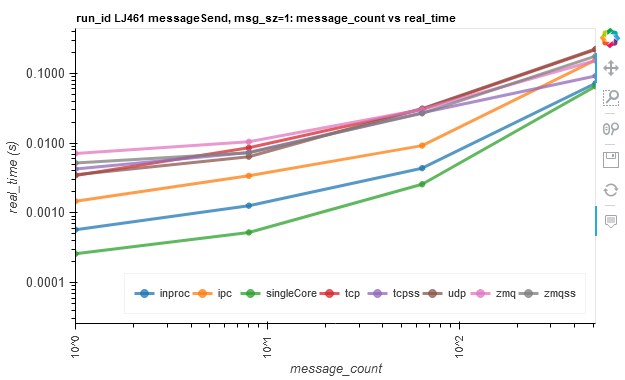 run_id LJ461 messageSend, msg_sz=1: message_count vs real_time
real_time (s)
0.1000
0.0100
0.0010
0.0001
inproc ipc singleCore tcp tcpss udp zmq zmqss
10^0 10^1 10^2
message_count